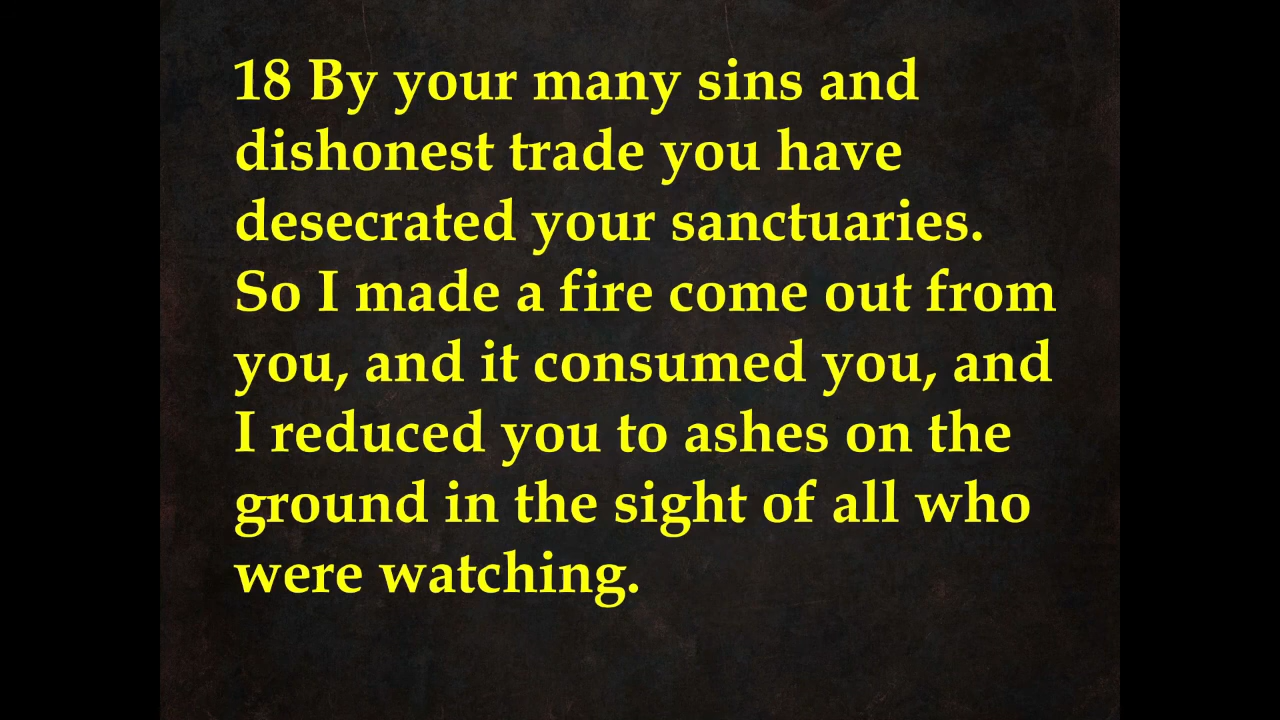 18 By your many sins and
dishonest trade you have
desecrated your sanctuaries.
So I made a fire come out from
you, and it consumed you, and
I reduced you to ashes on the
ground in the sight of all who
were watching.